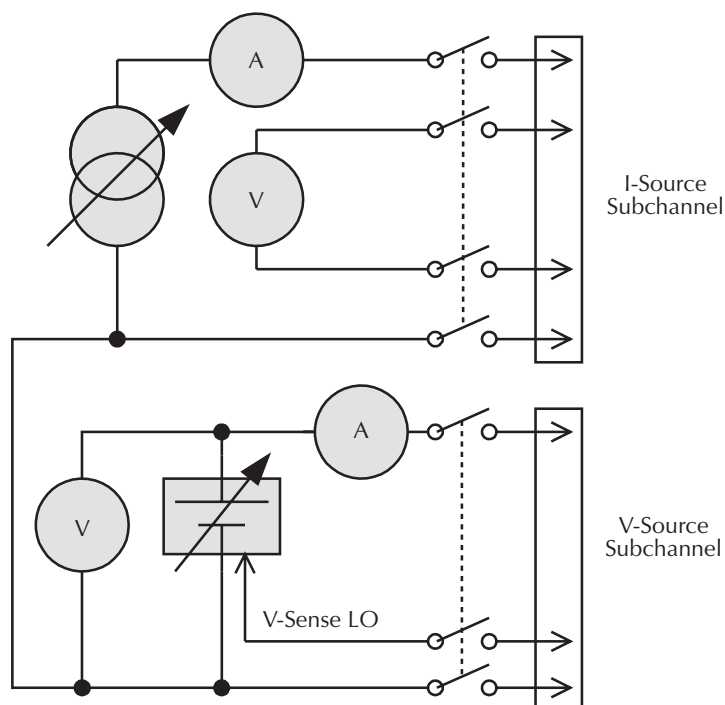 A
V
I-Source
Subchannel
A
V
V-Source
Subchannel
V-Sense LO